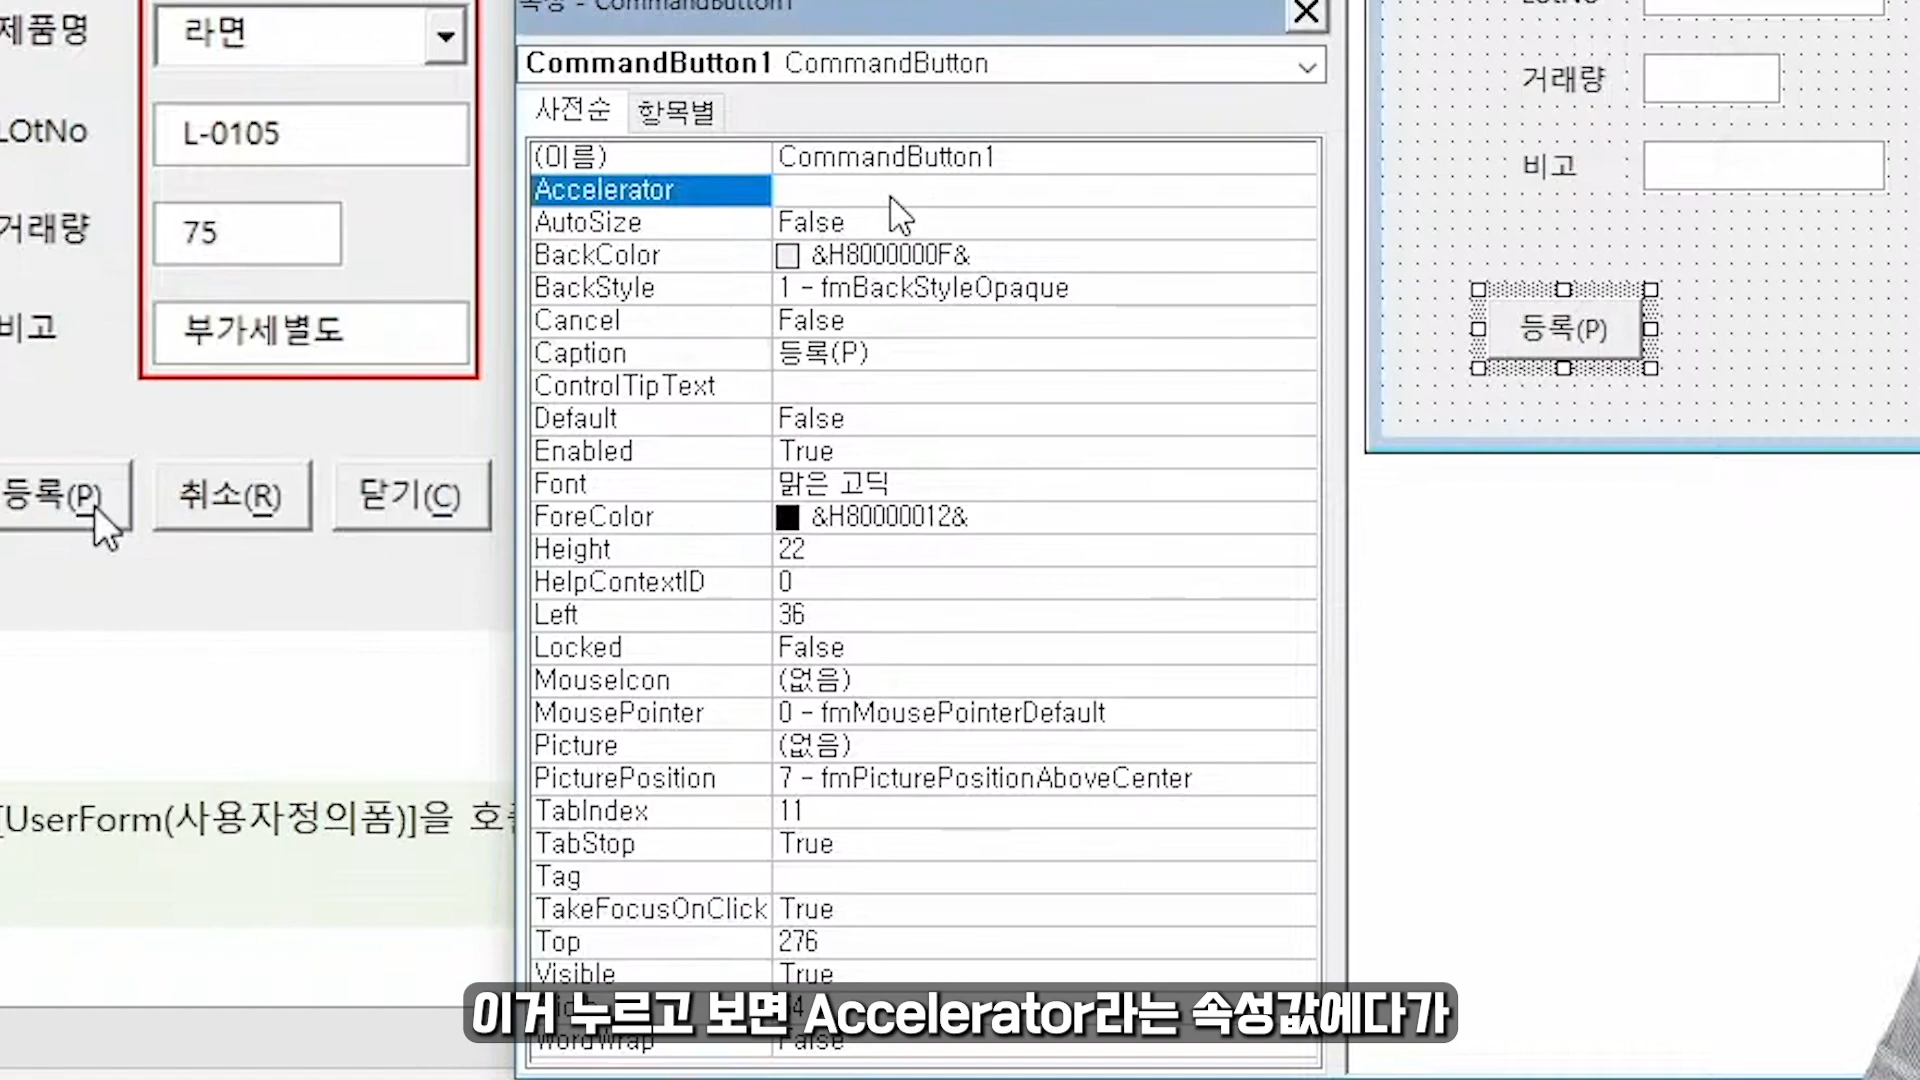 제품명
라면
LOtNo
L-0105
거래량
75
비고
부가세별도
등록(P)
취소(R)
닫기(C)
[UserForm(사용자정의폼)]을
속성 - CommandButton1
CommandButton1 CommandButton
사전순 항목별
(이름) CommandButton1
Accelerator
AutoSize False
BackColor &H8000000F&
BackStyle 1 - fmBackStyleOpaque
Cancel False
Caption 등록(P)
ControlTipText
Default False
Enabled True
Font 맑은 고딕
ForeColor &H80000012&
Height 22
HelpContextID 0
Left 36
Locked False
MouseIcon (없음)
MousePointer 0 - fmMousePointerDefault
Picture (없음)
PicturePosition 7 - fmPicturePositionAboveCenter
TabIndex 11
TabStop True
Tag
TakeFocusOnClick True
Top 276
Visible True
WordWrap False
이거 누르고 보면 Accelerator라는 속성값에다가
LotNo
거래량
비고
등록(P)